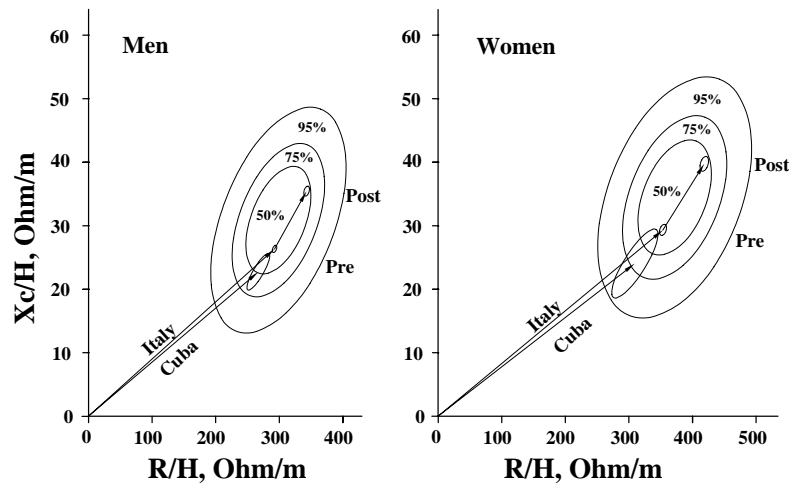 Men
Xc/H, Ohm/m
60
50
40
30
20
10
0
95%
75%
50%
Post
Pre
Italy
Cuba
0 100 200 300 400
R/H, Ohm/m
Women
60
50
40
30
20
10
0
95%
75%
50%
Post
Pre
Italy
Cuba
0 100 200 300 400 500
R/H, Ohm/m